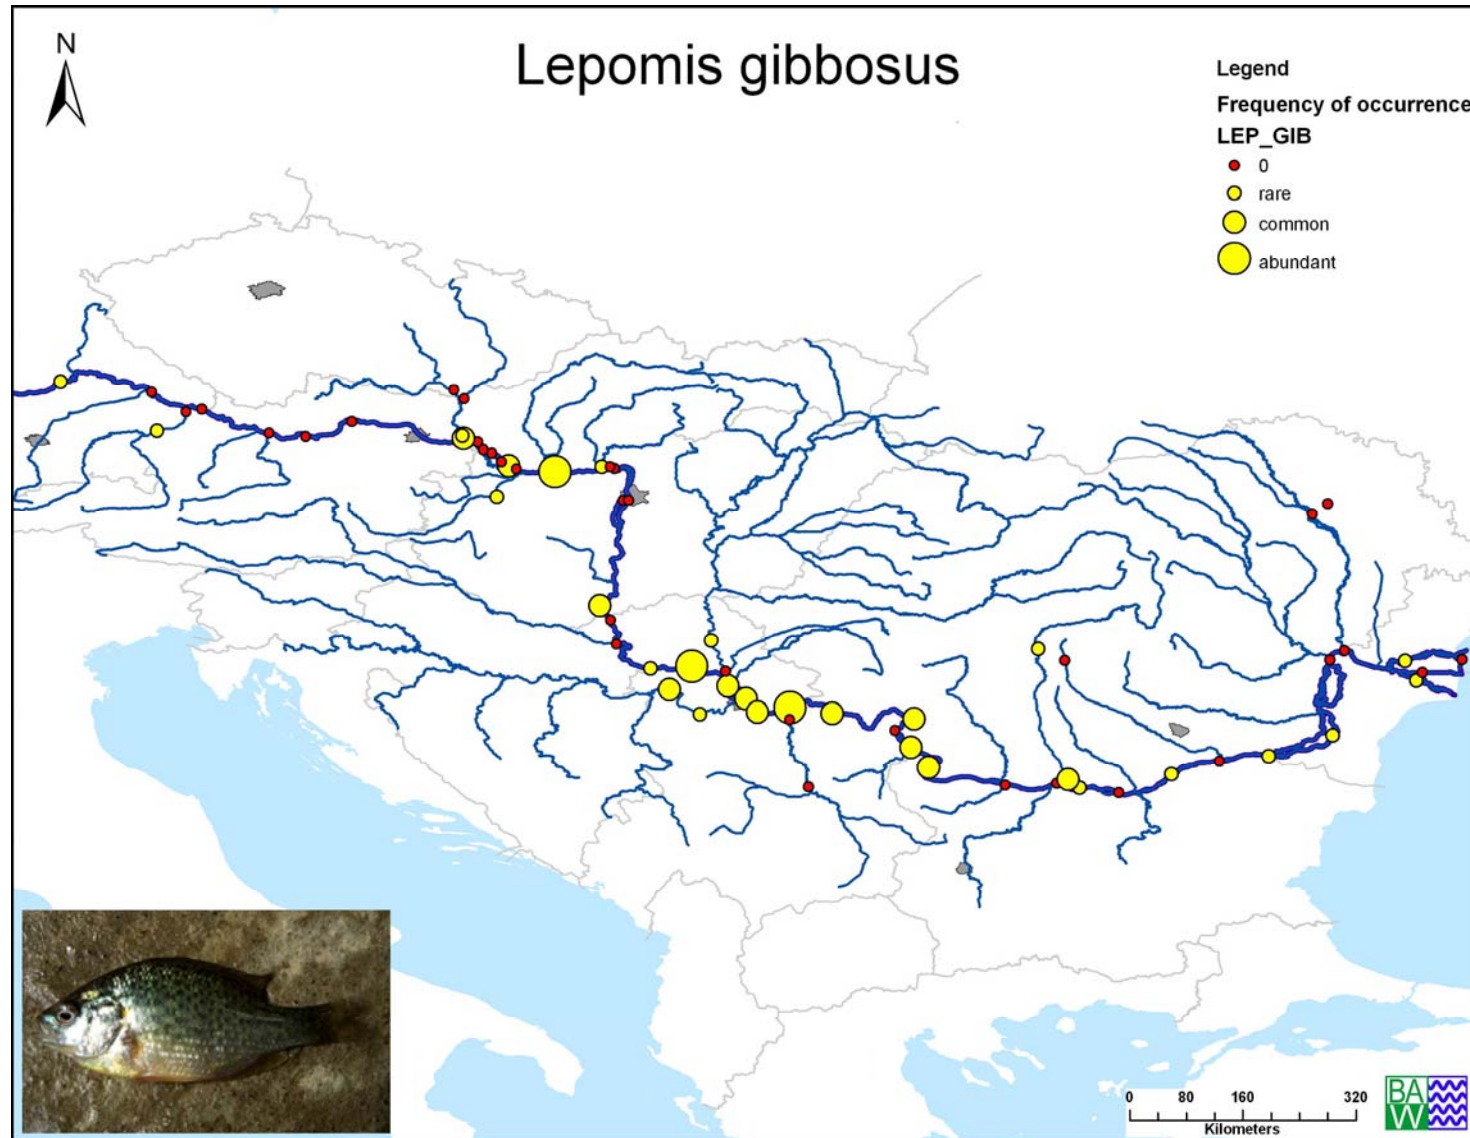 N
Lepomis gibbosus
Legend
Frequency of occurrence
LEP_GIB
0
rare
common
abundant
0 80 160 320
Kilometers
BA
W